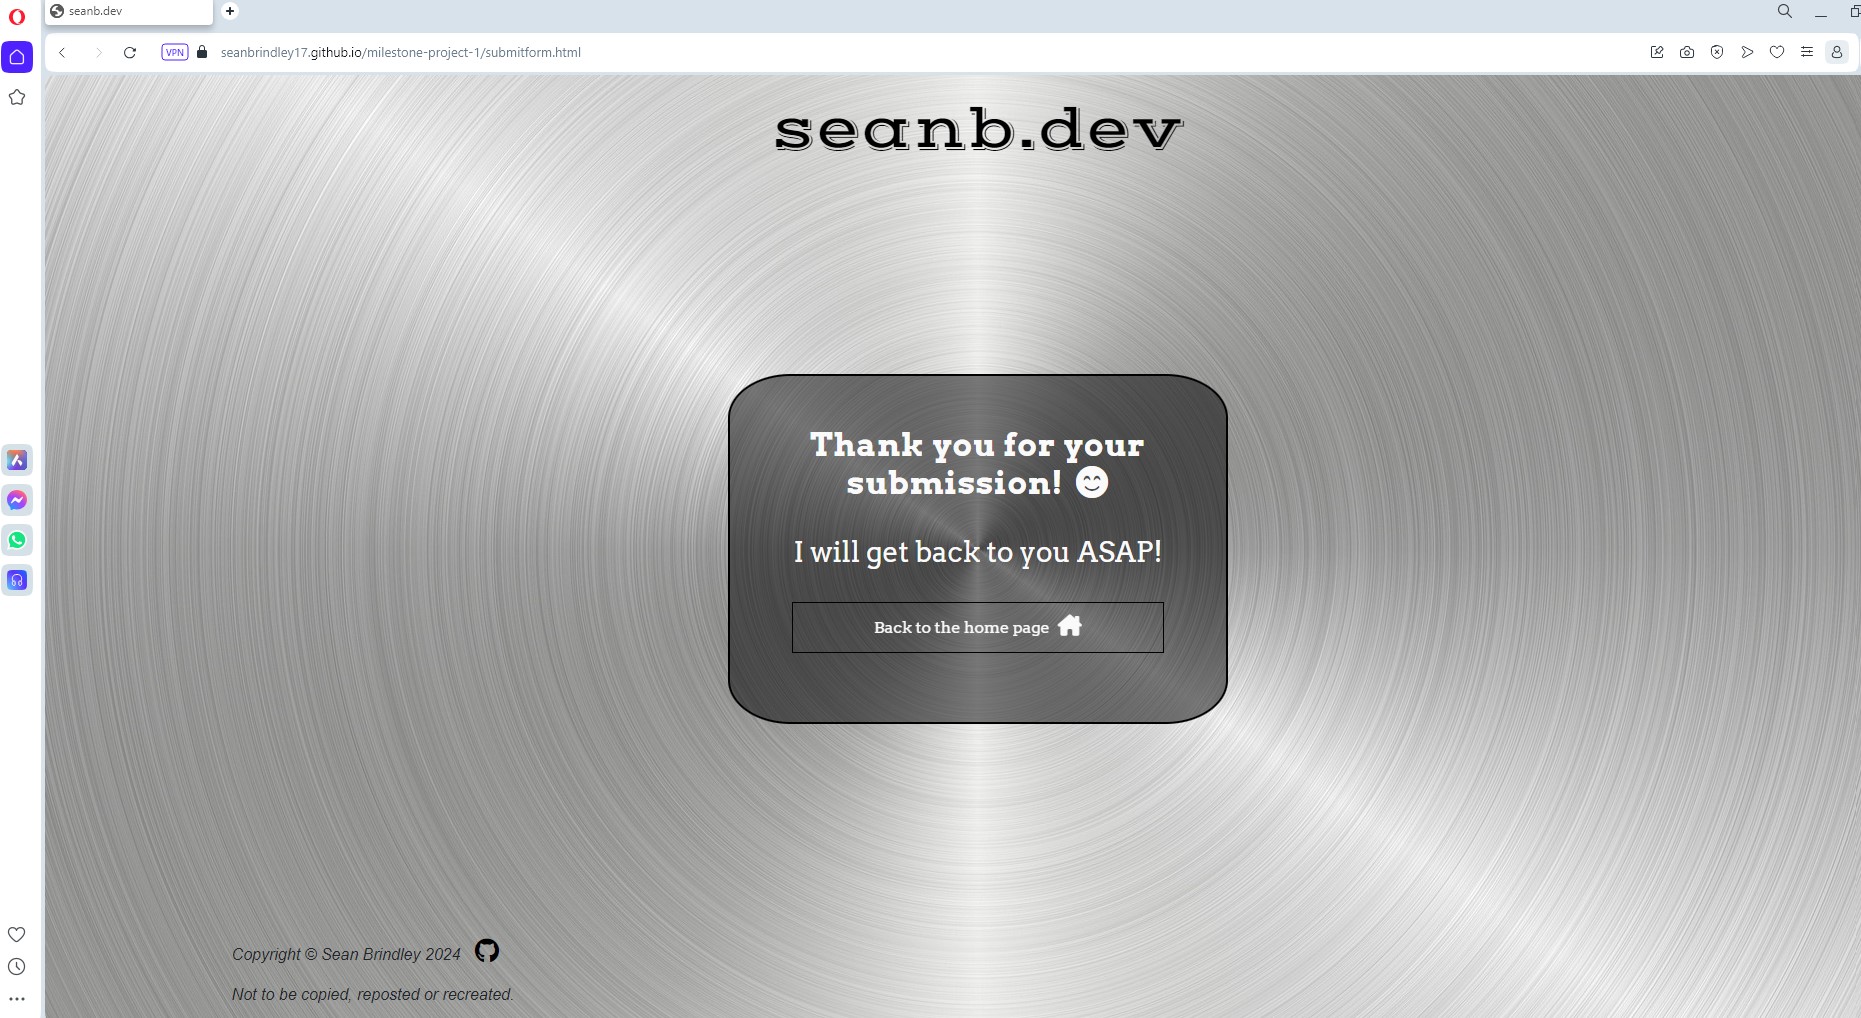 seanb.dev
VPN
seanbrindley17.github.io/milestone-project-1/submitform.html
seanb.dev
Thank you for your
submission!
I will get back to you ASAP!
Back to the home page
Copyright © Sean Brindley 2024
Not to be copied, reposted or recreated.